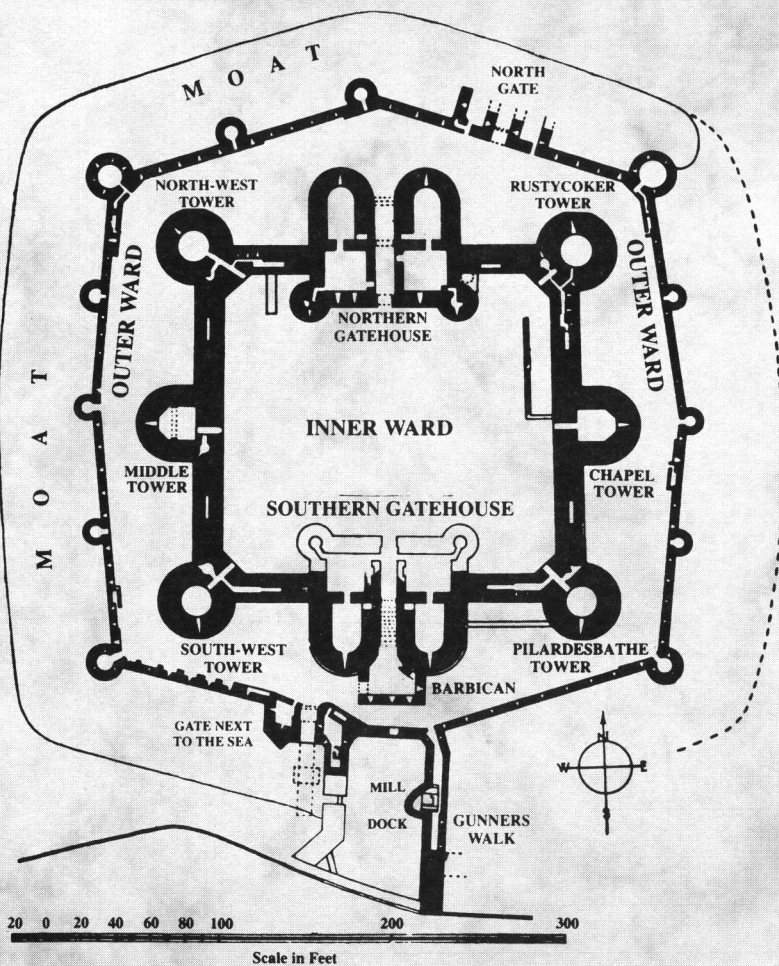 MOAT
NORTH
GATE
NORTH-WEST
TOWER
RUSTYCOKER
TOWER
OUTER WARD
OUTER WARD
NORTHERN
GATEHOUSE
MOAT
INNER WARD
MIDDLE
TOWER
CHAPEL
TOWER
SOUTHERN GATEHOUSE
SOUTH-WEST
TOWER
PILARDESBATHE
TOWER
BARBICAN
GATE NEXT
TO THE SEA
N
W E
S
MILL
DOCK
GUNNERS
WALK
20 0 20 40 60 80 100 200 300
Scale in Feet